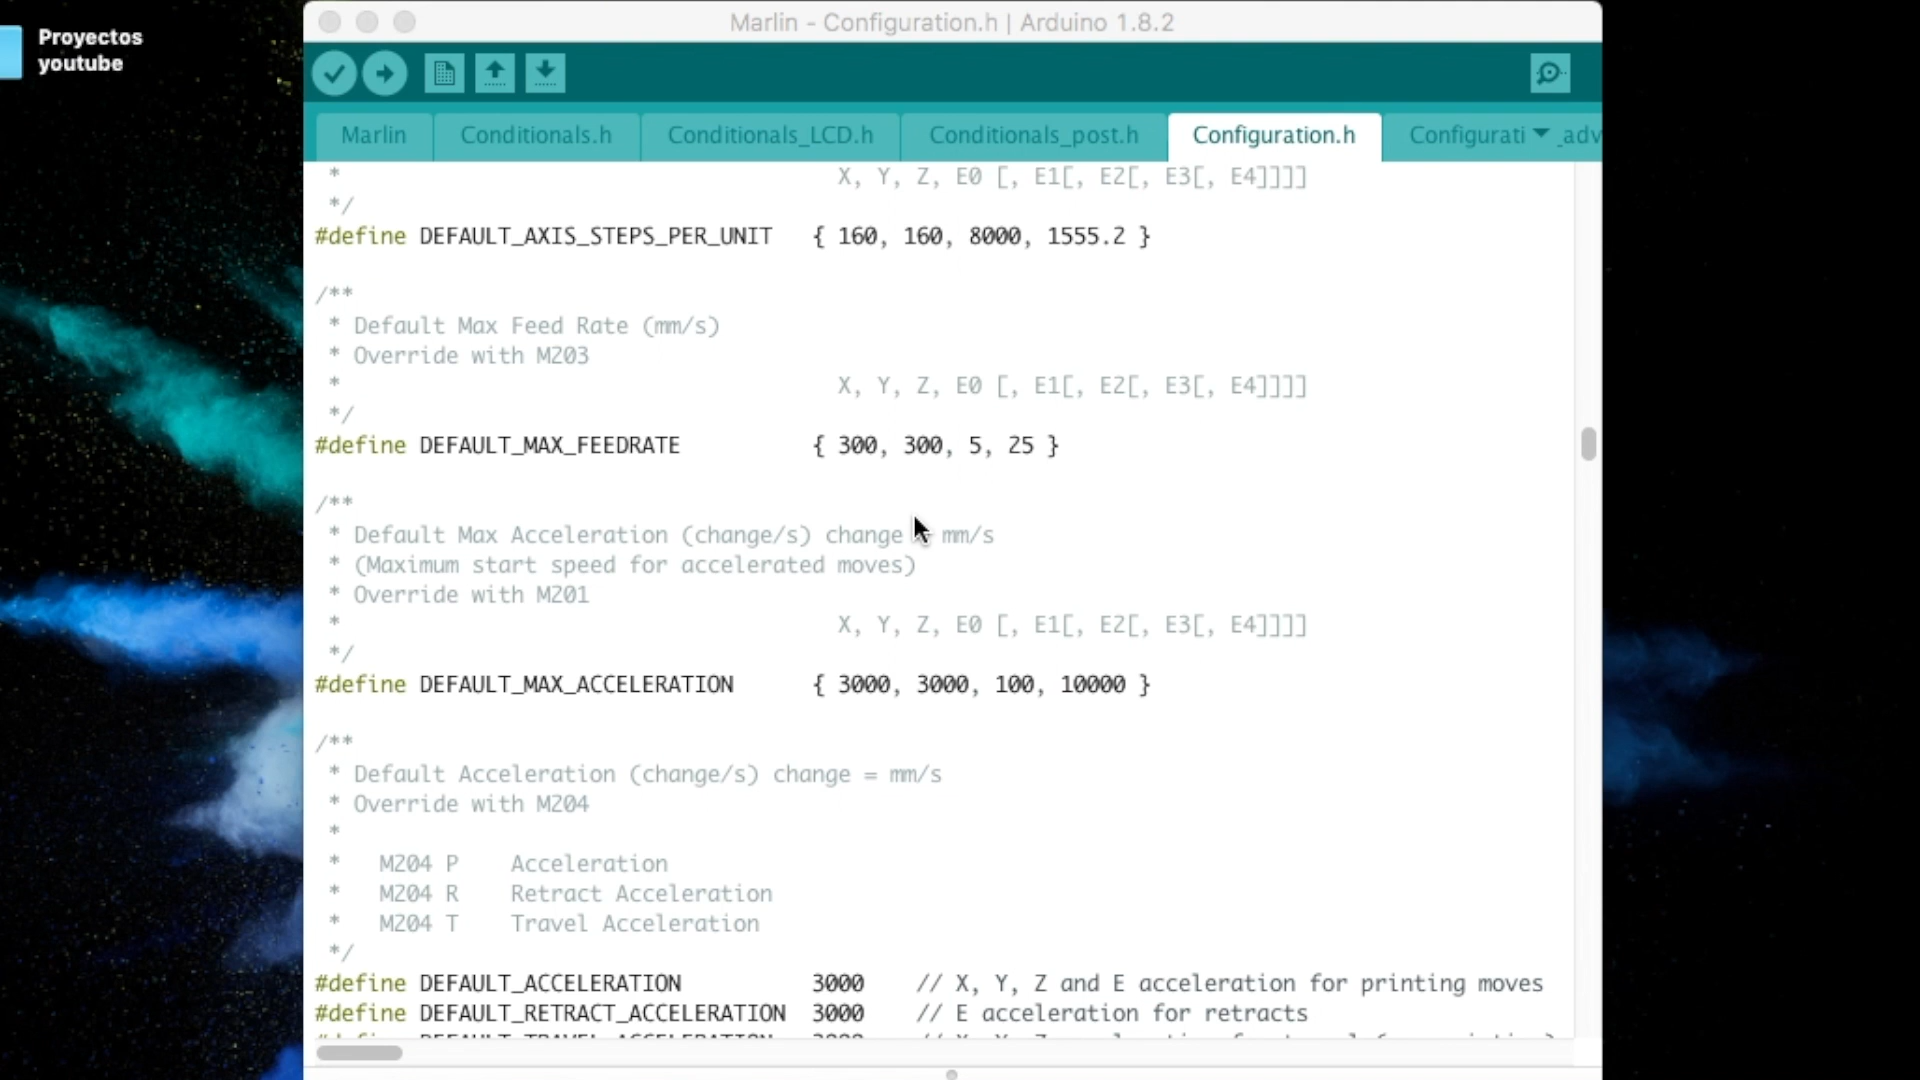 Proyectos
youtube
Marlin - Configuration.h | Arduino 1.8.2
Marlin Conditionals.h Conditionals_LCD.h Conditionals_post.h Configuration.h Configurati _adv
* X, Y, Z, E0 [, E1[, E2[, E3[, E4]]]]
*/
#define DEFAULT_AXIS_STEPS_PER_UNIT { 160, 160, 8000, 1555.2 }
/**
* Default Max Feed Rate (mm/s)
* Override with M203
* X, Y, Z, E0 [, E1[, E2[, E3[, E4]]]]
*/
#define DEFAULT_MAX_FEEDRATE { 300, 300, 5, 25 }
/**
* Default Max Acceleration (change/s) change mm/s
* (Maximum start speed for accelerated moves)
* Override with M201
* X, Y, Z, E0 [, E1[, E2[, E3[, E4]]]]
*/
#define DEFAULT_MAX_ACCELERATION { 3000, 3000, 100, 10000 }
/**
* Default Acceleration (change/s) change = mm/s
* Override with M204
*
* M204 P Acceleration
* M204 R Retract Acceleration
* M204 T Travel Acceleration
*/
#define DEFAULT_ACCELERATION 3000 // X, Y, Z and E acceleration for printing moves
#define DEFAULT_RETRACT_ACCELERATION 3000 // E acceleration for retracts